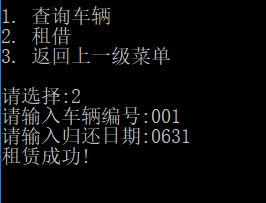 1. 查询车辆
2. 租借
3. 返回上一级菜单
请选择:2
请输入车辆编号:001
请输入归还日期:0631
租赁成功!